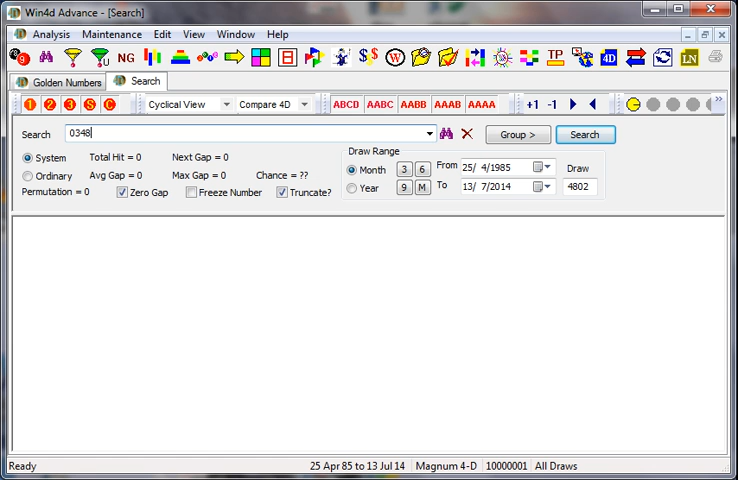 Win4d Advance - [Search]
Analysis Maintenance Edit View Window Help
NG $$ W TP 4D LN
Golden Numbers Search
1 2 3 S C Cyclical View Compare 4D ABCD AABC AABB AAAB AAAA +1 -1 »
Search 0348 Group > Search
System Total Hit = 0 Next Gap = 0
Ordinary Avg Gap = 0 Max Gap = 0 Chance = ??
Permutation = 0 Zero Gap Freeze Number Truncate?
Draw Range
Month 3 6 From 25/ 4/1985 Draw
Year 9 M To 13/ 7/2014 4802
Ready 25 Apr 85 to 13 Jul 14 Magnum 4-D 10000001 All Draws